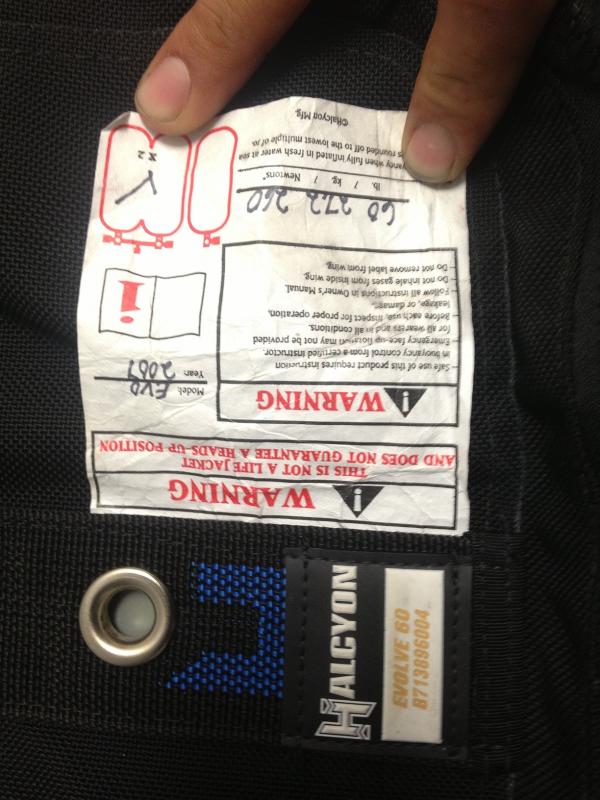 WARNING
THIS IS NOT A LIFE JACKET
AND DOES NOT GUARANTEE A HEADS-UP POSITION
WARNING
- Safe use of this product requires instruction
in buoyancy control from a certified instructor.
Emergency face-up flotation may not be provided
for all wearers and in all conditions.
- Before each use, inspect for proper operation,
leakage, or damage.
- Follow all instructions in Owner's Manual.
- Do not inhale gases from inside wing.
- Do not remove label from wing.
Model: EVO
Year: 2007
i
60 27.2 260
lb. / kg. / Newtons*
when fully inflated in fresh water at sea
rounded off to the lowest multiple of 10.
©Halcyon Mfg.
X 2
HALCYON
EVOLVE 60
B713896004